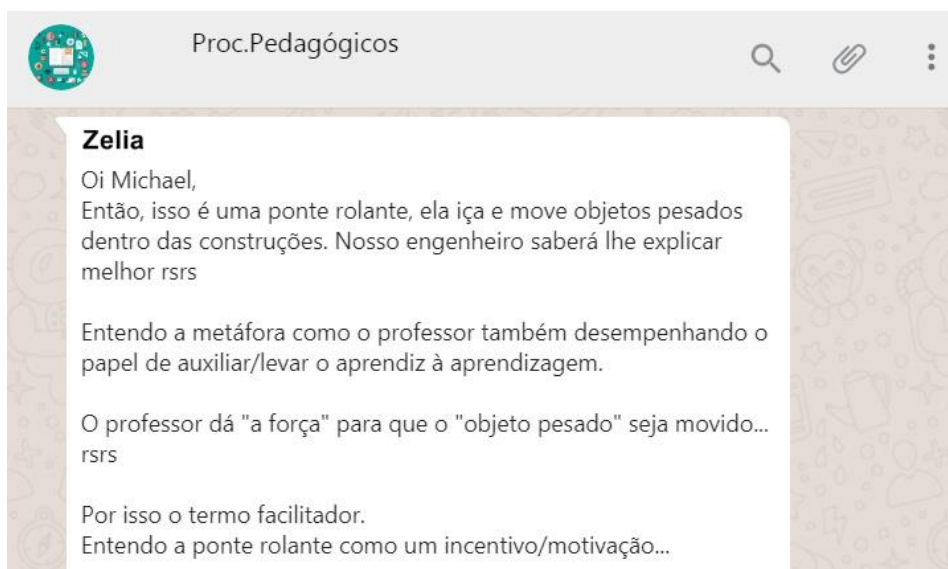 Proc.Pedagógicos
Zelia
Oi Michael,
Então, isso é uma ponte rolante, ela iça e move objetos pesados
dentro das construções. Nosso engenheiro saberá lhe explicar
melhor rsrs
Entendo a metáfora como o professor também desempenhando o
papel de auxiliar/levar o aprendiz à aprendizagem.
O professor dá "a força" para que o "objeto pesado" seja movido...
rsrs
Por isso o termo facilitador.
Entendo a ponte rolante como um incentivo/motivação...